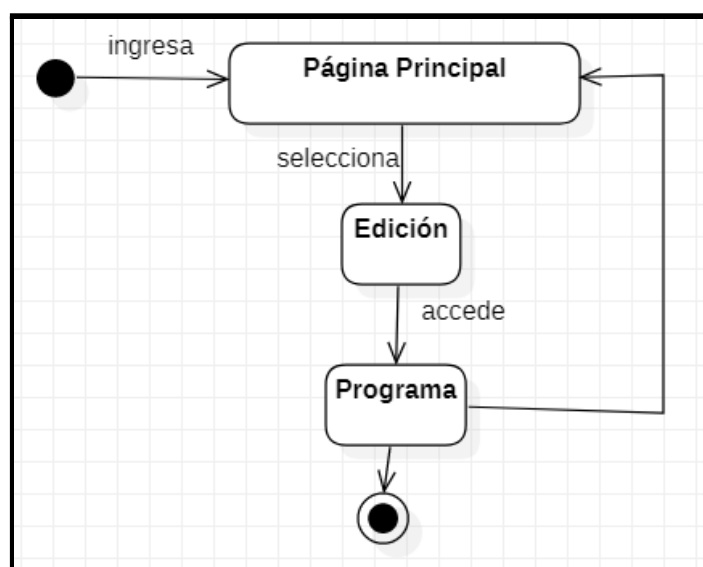 ingresa
Página Principal
selecciona
Edición
accede
Programa